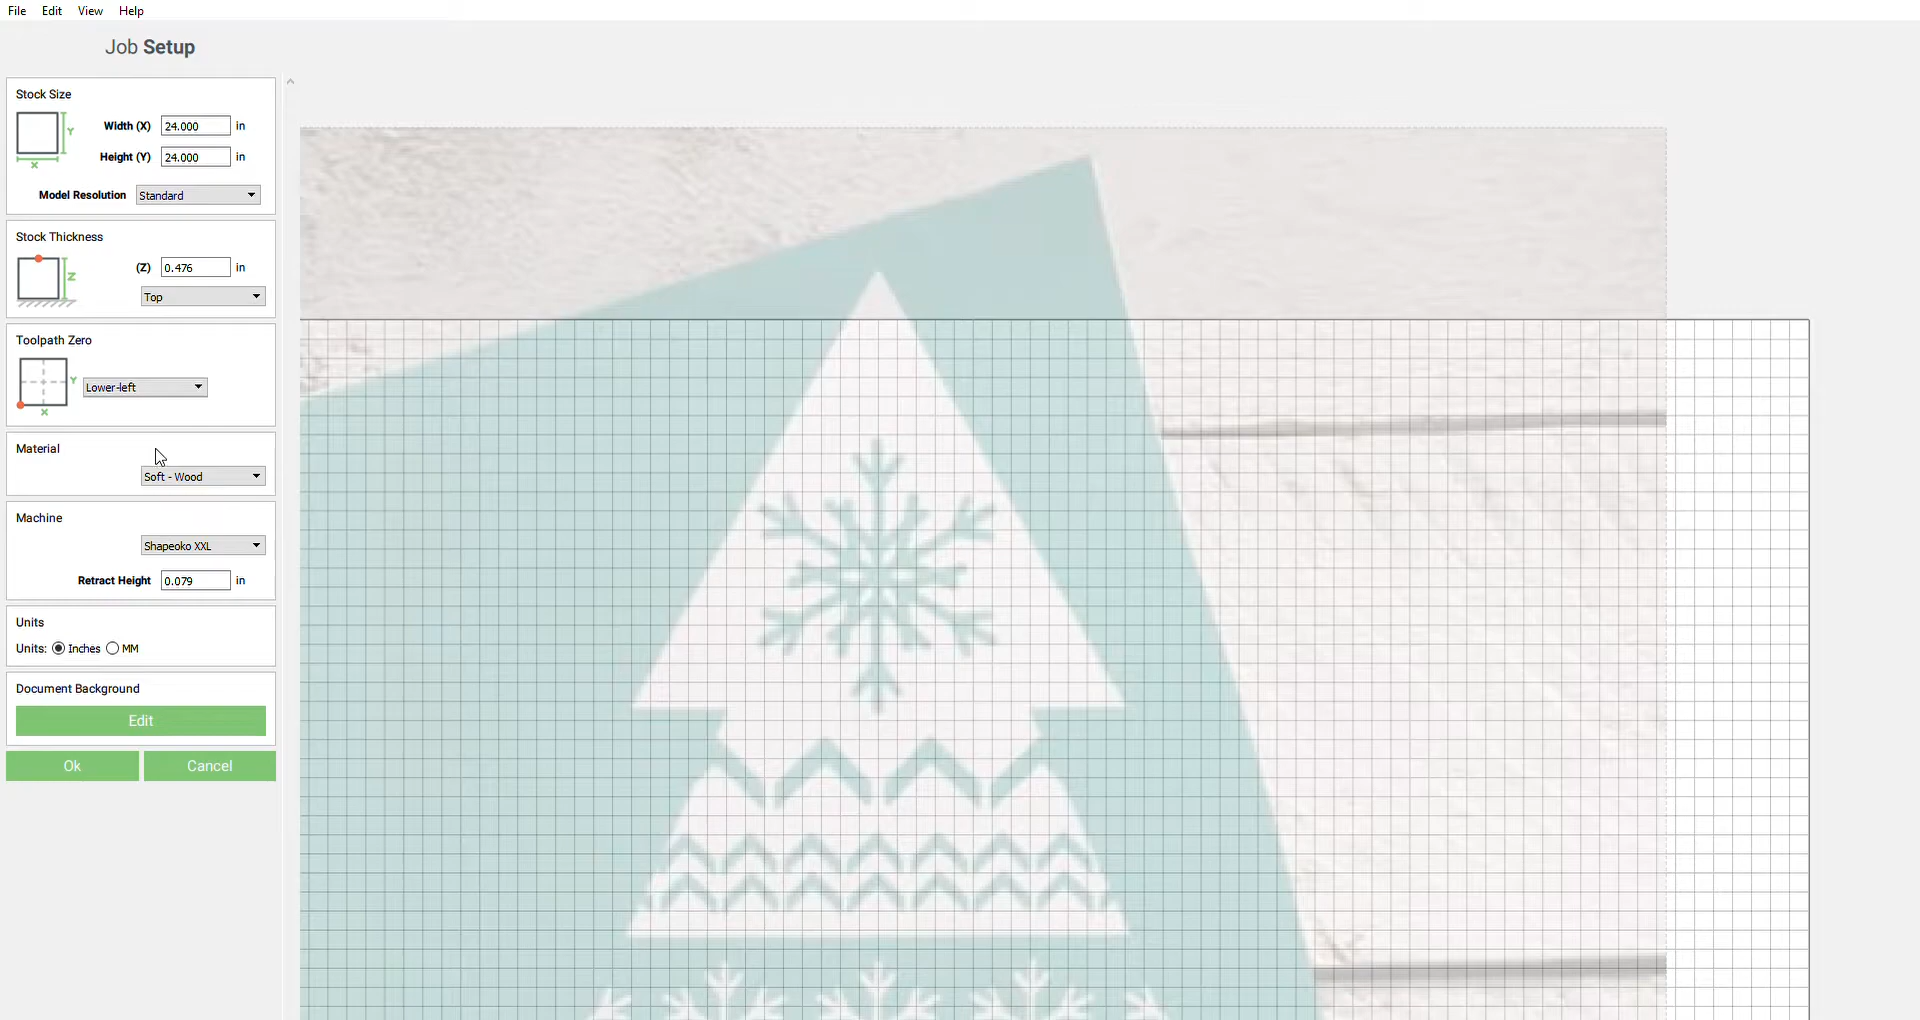 File Edit View Help
Job Setup
Stock Size
Y
X
Width (X) 24.000 in
Height (Y) 24.000 in
Model Resolution Standard
Stock Thickness
Z
(Z) 0.476 in
Top
Toolpath Zero
Y
X
Lower-left
Material
Soft - Wood
Machine
Shapeoko XXL
Retract Height 0.079 in
Units
Units: Inches MM
Document Background
Edit
Ok Cancel